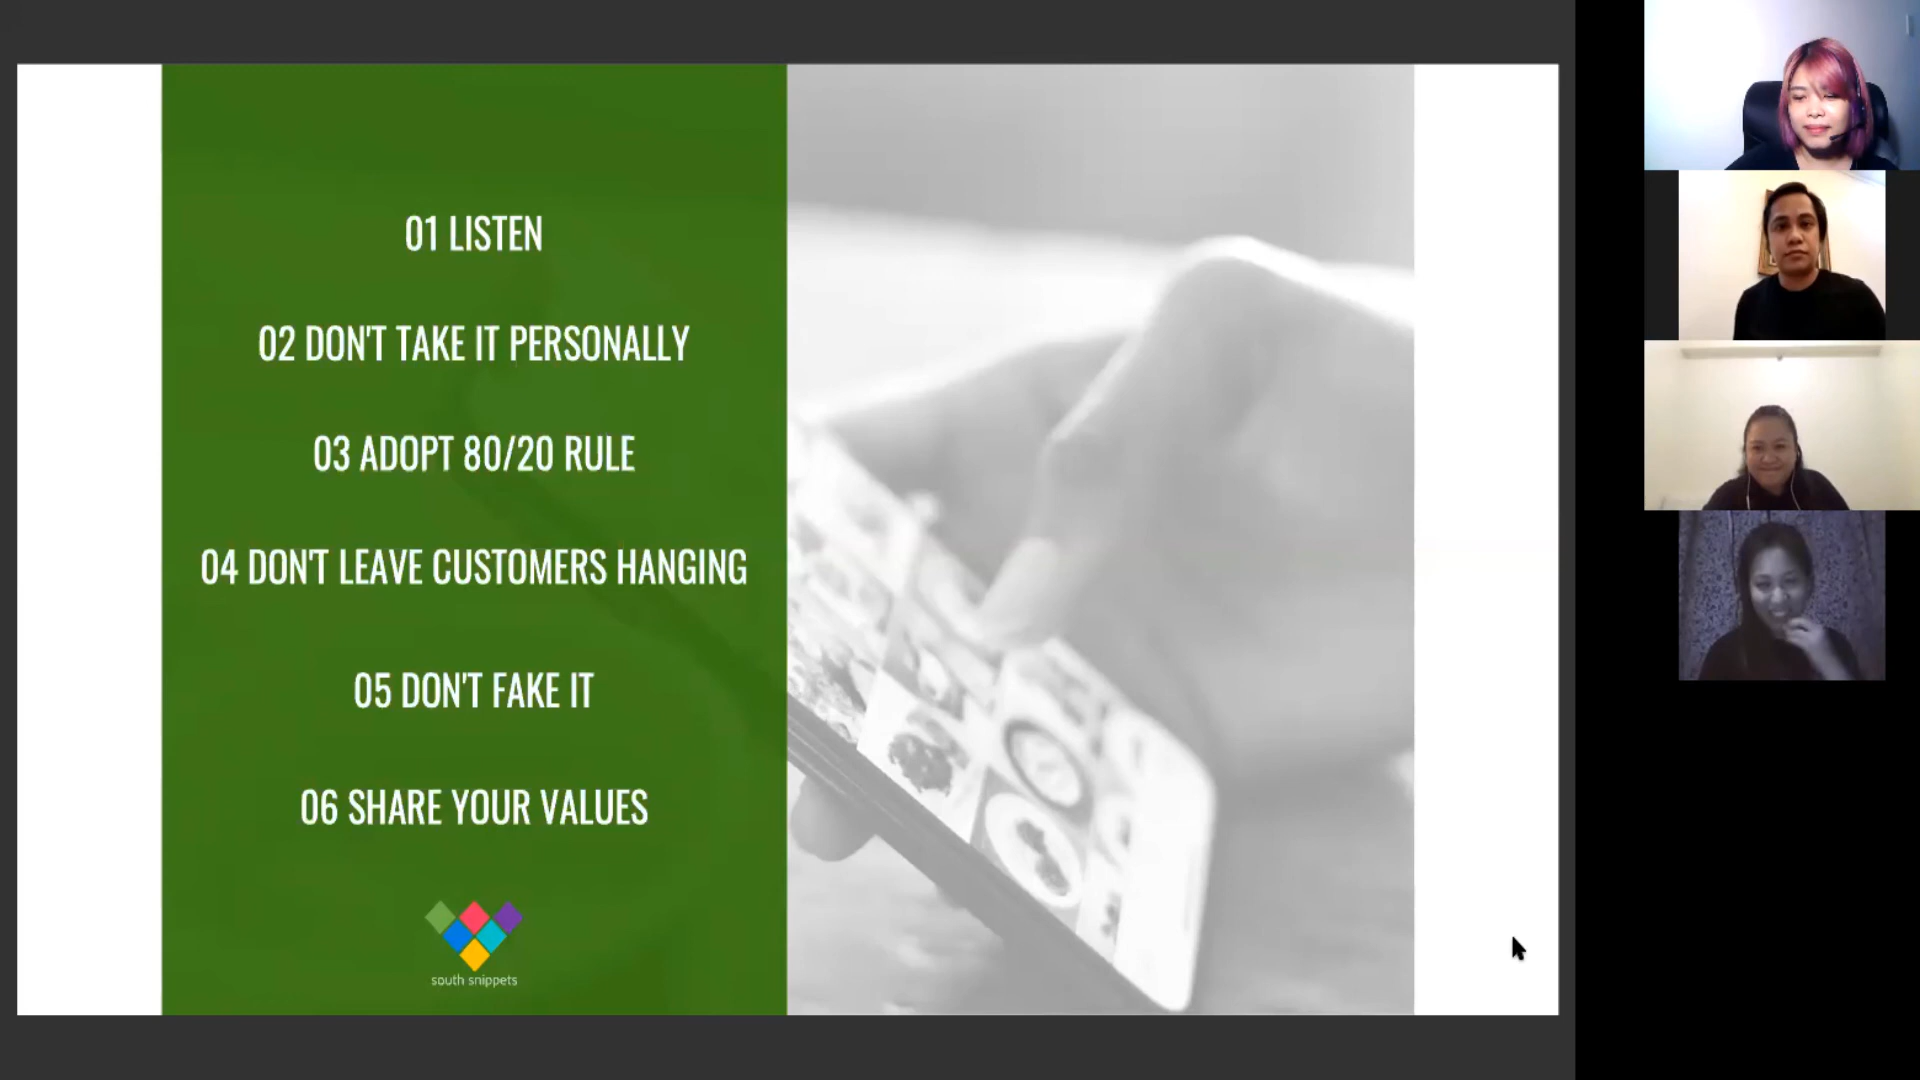 01 LISTEN
02 DON'T TAKE IT PERSONALLY
03 ADOPT 80/20 RULE
04 DON'T LEAVE CUSTOMERS HANGING
05 DON'T FAKE IT
06 SHARE YOUR VALUES
south snippets